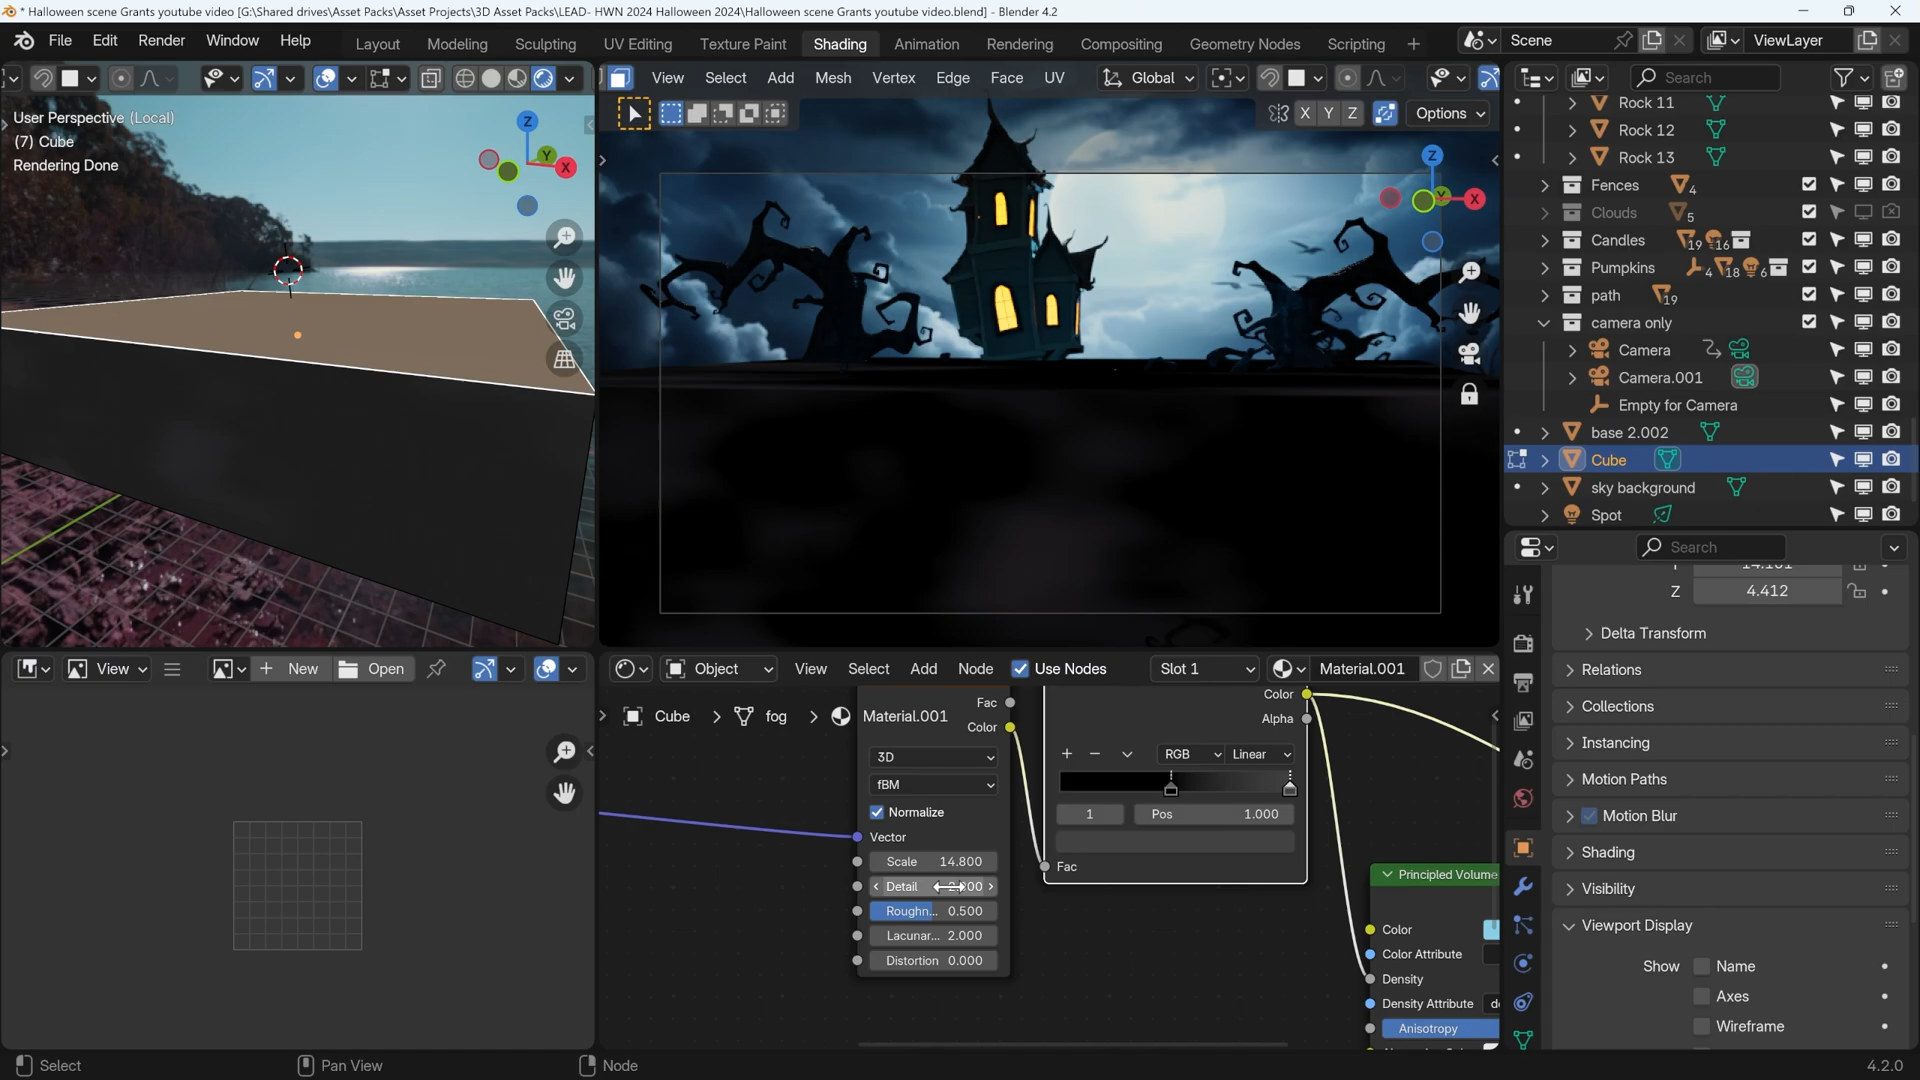 * Halloween scene Grants youtube video [G:\Shared drives\Asset Packs\Asset Projects\3D Asset Packs\LEAD- HWN 2024 Halloween 2024\Halloween scene Grants youtube video.blend] - Blender 4.2
File Edit Render Window Help
Layout Modeling Sculpting UV Editing Texture Paint Shading Animation Rendering Compositing Geometry Nodes Scripting
Scene
ViewLayer
View Select Add Mesh Vertex Edge Face UV
Global
Search
X Y Z
Options
User Perspective (Local)
(7) Cube
Rendering Done
Z
Y
X
Z
Y
X
Rock 11
Rock 12
Rock 13
Fences 4
Clouds 5
Candles 19 16
Pumpkins 4 18 6
path 19
camera only
Camera
Camera.001
Empty for Camera
base 2.002
Cube
sky background
Spot
Search
Z 4.412
Delta Transform
Relations
Collections
Instancing
Motion Paths
Motion Blur
Shading
Visibility
Viewport Display
Show Name
Axes
Wireframe
View
New
Open
Object
View Select Add Node
Use Nodes
Slot 1
Material.001
Cube
fog
Material.001
Fac
Color
3D
fBM
Normalize
Vector
Scale 14.800
Detail
Roughn... 0.500
Lacunar... 2.000
Distortion 0.000
Color
Alpha
RGB
Linear
1
Pos 1.000
Fac
Principled Volume
Color
Color Attribute
Density
Density Attribute
Anisotropy
Select
Pan View
Node
4.2.0